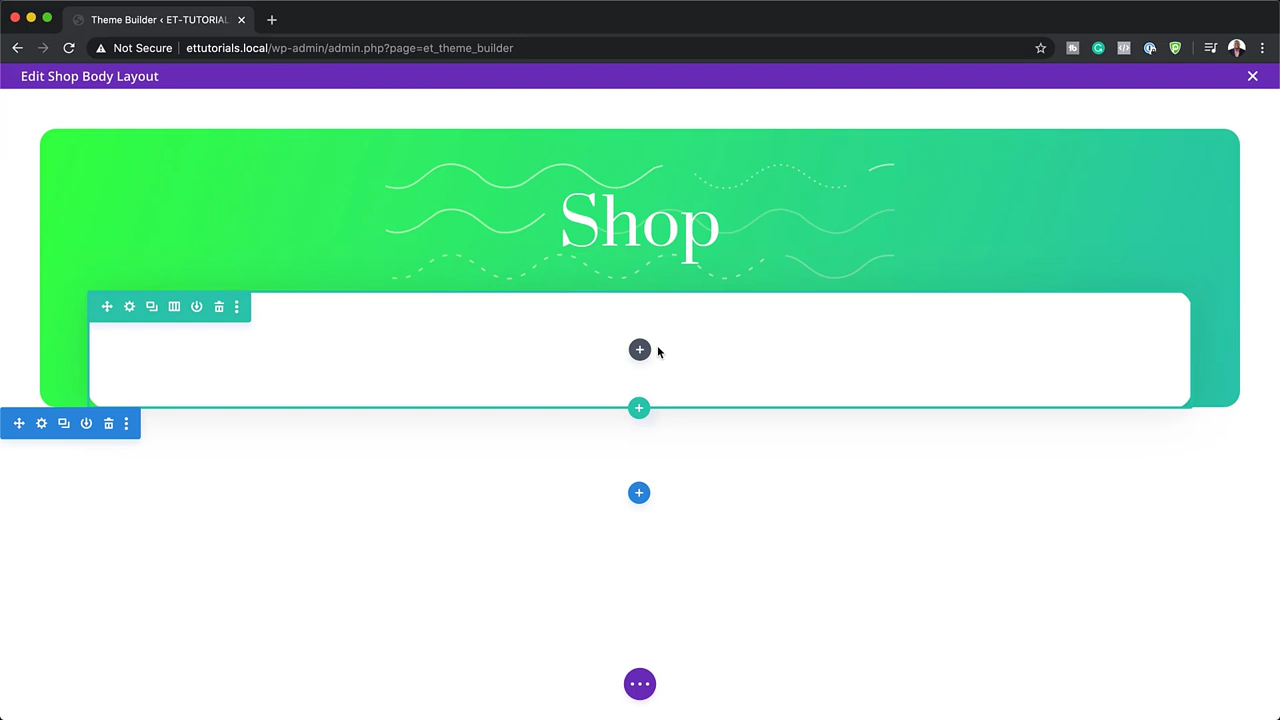 Theme Builder ‹ ET-TUTORIAL
Not Secure
ettutorials.local/wp-admin/admin.php?page=et_theme_builder
Edit Shop Body Layout
Shop